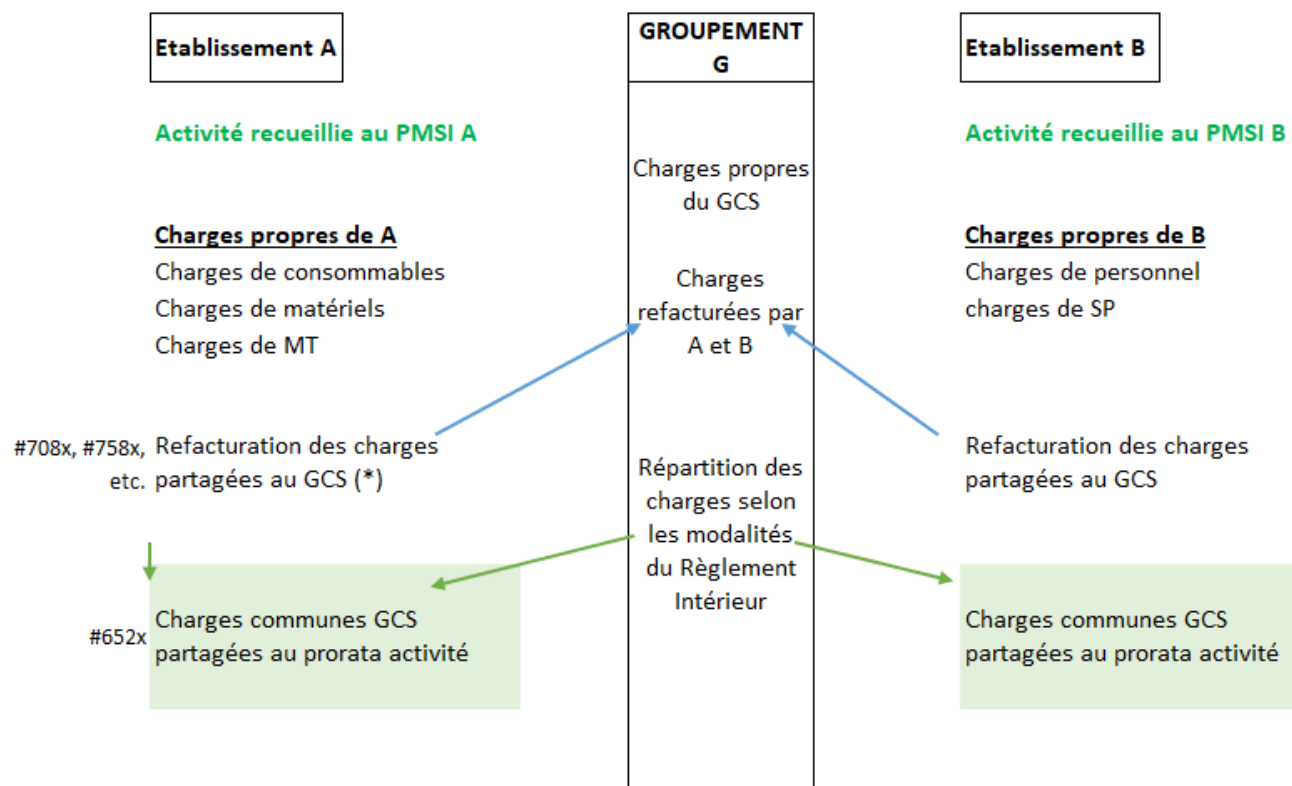 Etablissement A
GROUPEMENT
G
Etablissement B
Activité recueillie au PMSI A
Activité recueillie au PMSI B
Charges propres
du GCS
Charges propres de A
Charges de consommables
Charges de matériels
Charges de MT
Charges propres de B
Charges de personnel
charges de SP
Charges
refacturées par
A et B
#708x, #758x,
etc.
Refacturation des charges
partagées au GCS (*)
Répartition des
charges selon
les modalités
du Règlement
Intérieur
Refacturation des charges
partagées au GCS
#652x
Charges communes GCS
partagées au prorata activité
Charges communes GCS
partagées au prorata activité